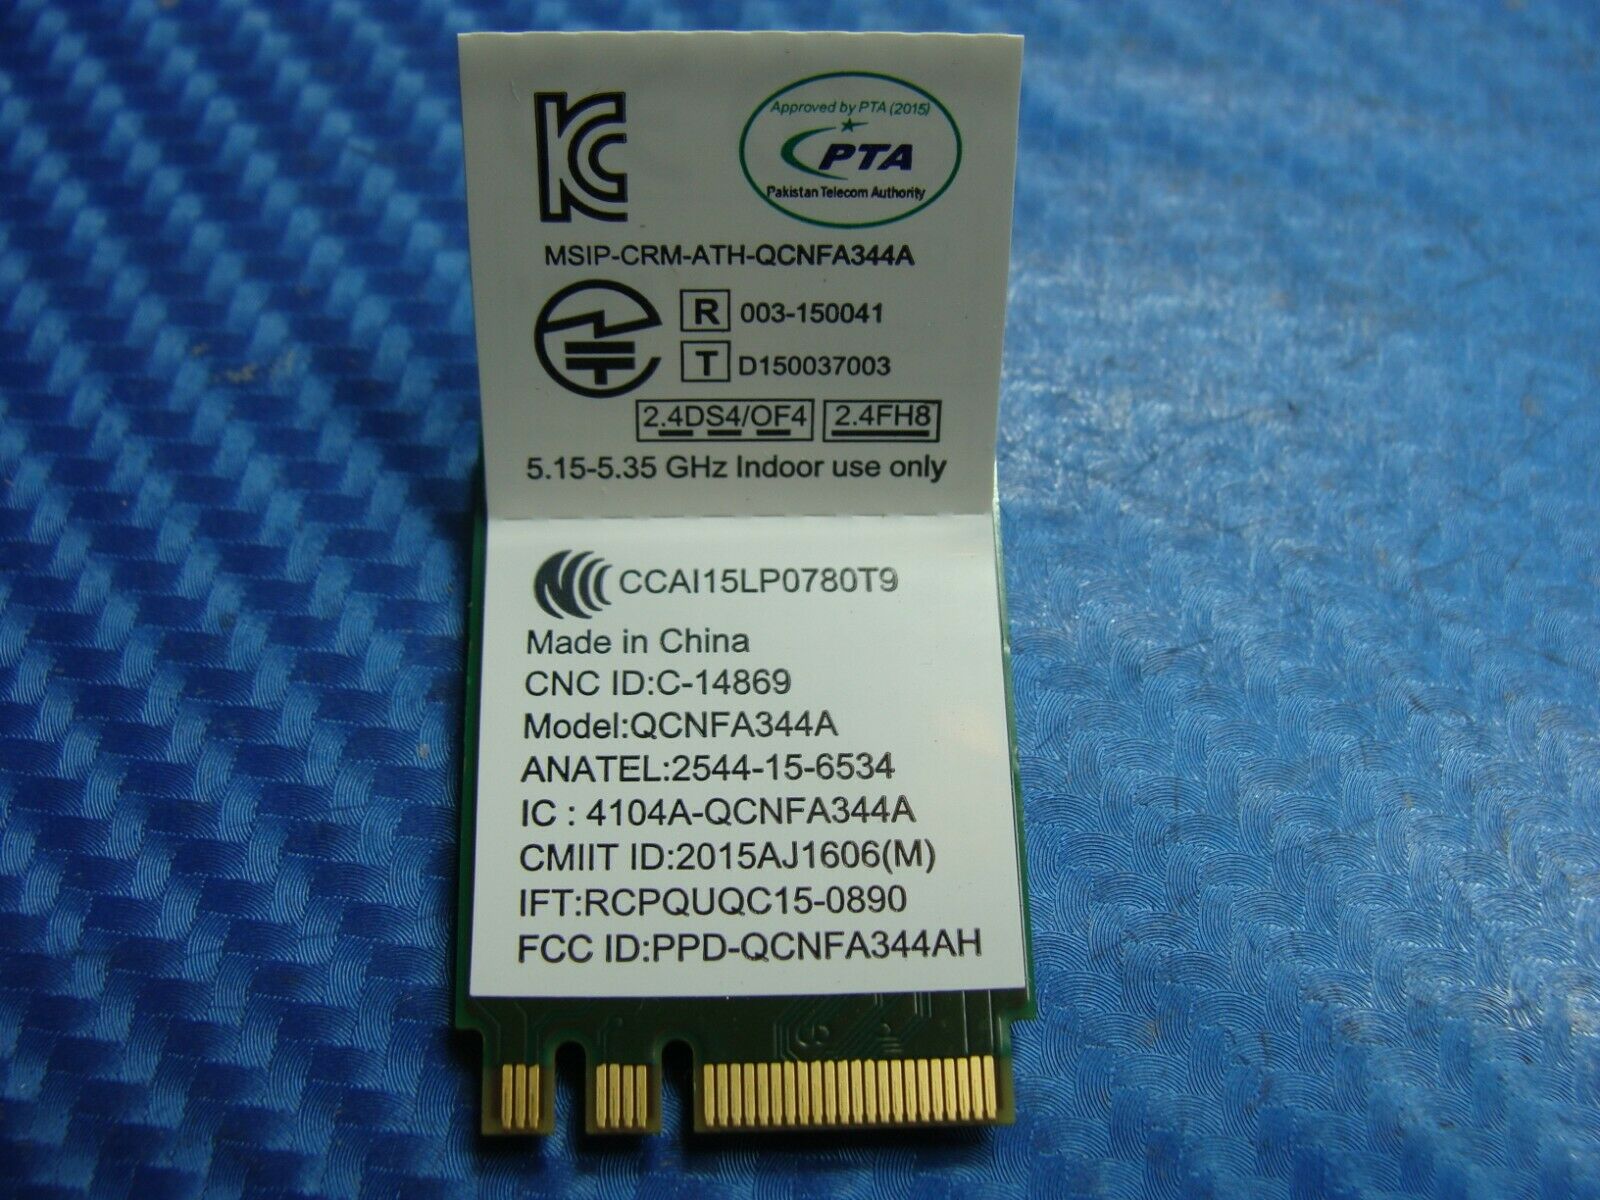 KC
Approved by PTA (2015)
PTA
Pakistan Telecom Authority
MSIP-CRM-ATH-QCNFA344A
R 003-150041
T D150037003
2.4DS4/OF4 2.4FH8
5.15-5.35 GHz Indoor use only
CCAI15LP0780T9
Made in China
CNC ID:C-14869
Model:QCNFA344A
ANATEL:2544-15-6534
IC : 4104A-QCNFA344A
CMIIT ID:2015AJ1606(M)
IFT:RCPQUQC15-0890
FCC ID:PPD-QCNFA344AH